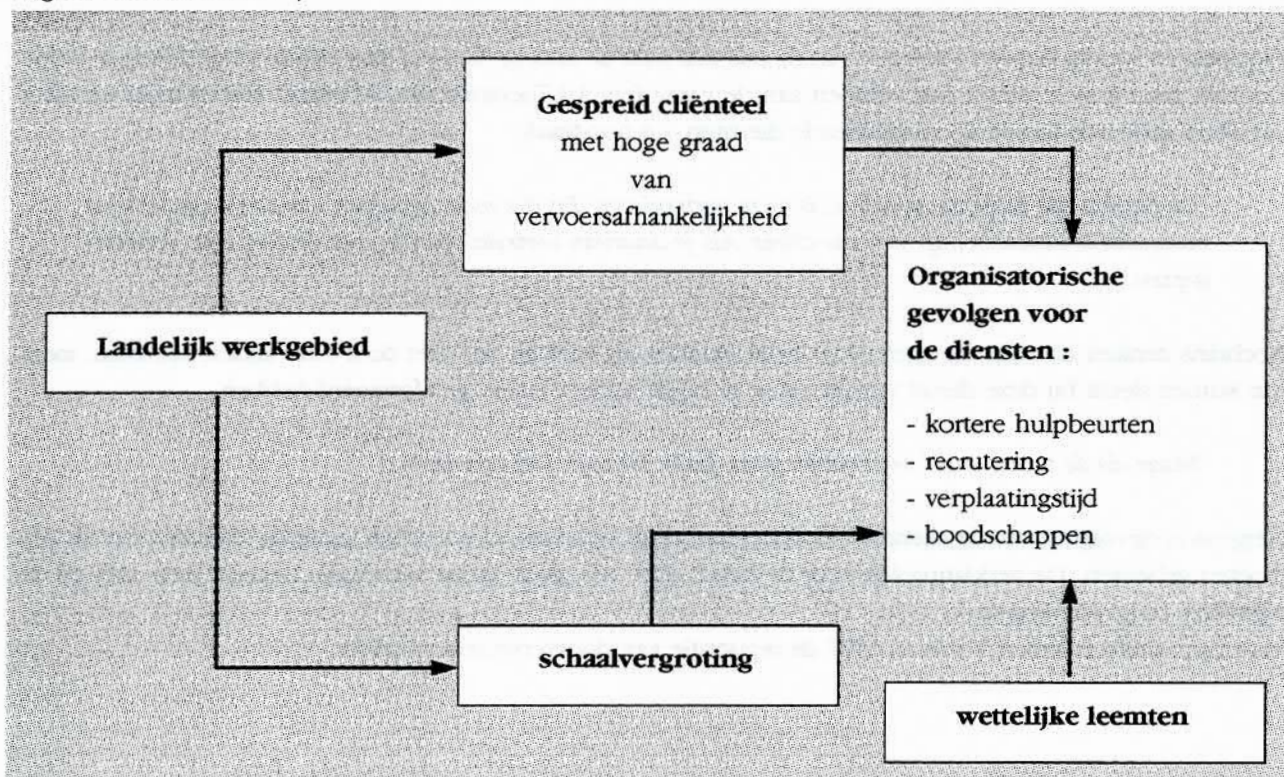 Gespreid cliënteel
met hoge graad
van
vervoersafhankelijkheid
Landelijk werkgebied
Organisatorische
gevolgen voor
de diensten :
- kortere hulpbeurten
- recrutering
- verplaatingstijd
- boodschappen
schaalvergroting
wettelijke leemten